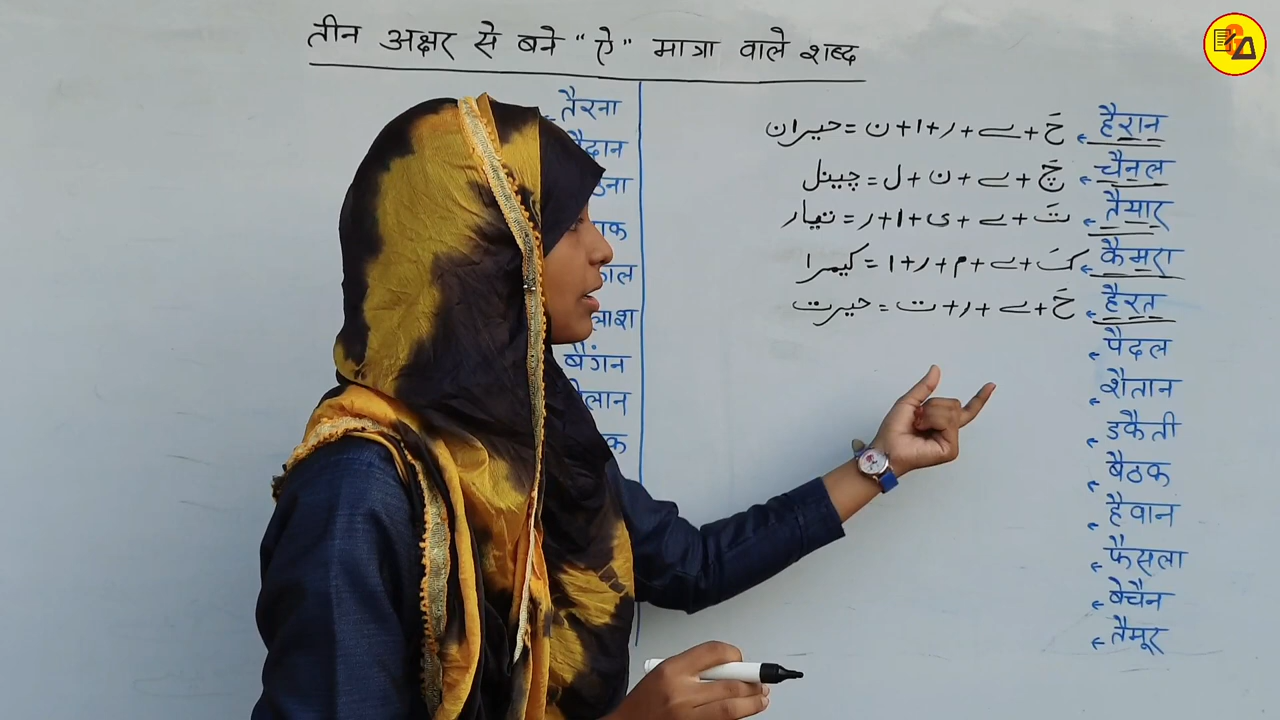 तीन अक्षर से बने "ऐ" मात्रा वाले शब्द
हैरान ← حَ + ے + ر + ا + ن = حیران
चैनल ← چَ + ے + ن + ل = چینل
तैयार ← تَ + ے + ی + ا + ر = تیار
कैमरा ← کَ + ے + م + ر + ا = کیمرا
हैरत ← حَ + ے + ر + ت = حیرت
पैदल ←
शैतान ←
डकैती ←
बैठक ←
हैवान ←
फैसला ←
बेचैन ←
तैमूर ←
तैरना
बैंगन